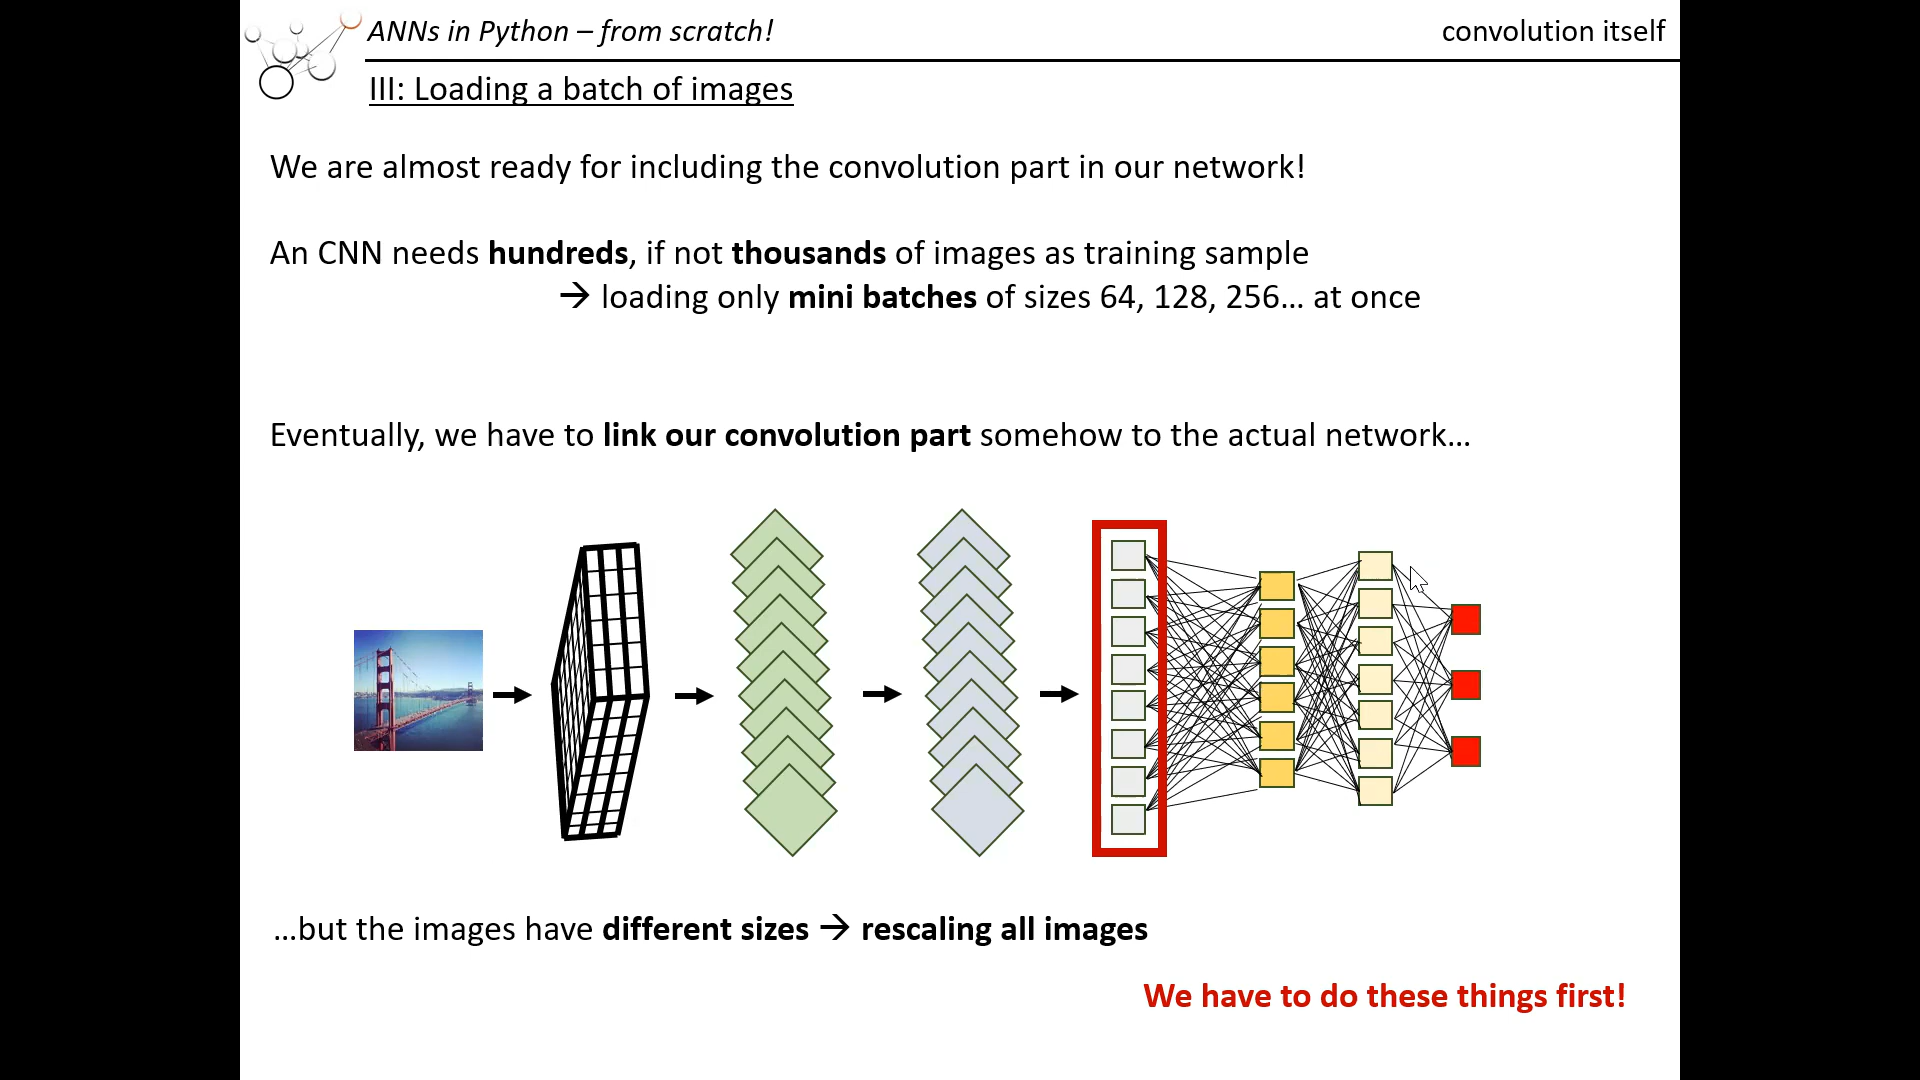 ANNs in Python – from scratch!
convolution itself
III: Loading a batch of images
We are almost ready for including the convolution part in our network!
An CNN needs hundreds, if not thousands of images as training sample
→ loading only mini batches of sizes 64, 128, 256… at once
Eventually, we have to link our convolution part somehow to the actual network…
…but the images have different sizes → rescaling all images
We have to do these things first!